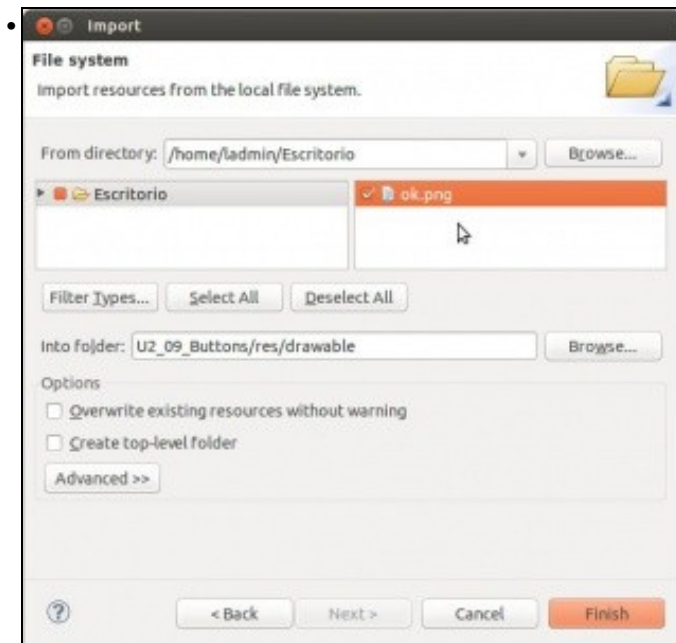 Import
File system
Import resources from the local file system.
From directory: /home/ladmin/Escritorio Browse...
Escritorio ok.png
Filter Types... Select All Deselect All
Into folder: U2_09_Buttons/res/drawable Browse...
Options
Overwrite existing resources without warning
Create top-level folder
Advanced >>
? < Back Next > Cancel Finish